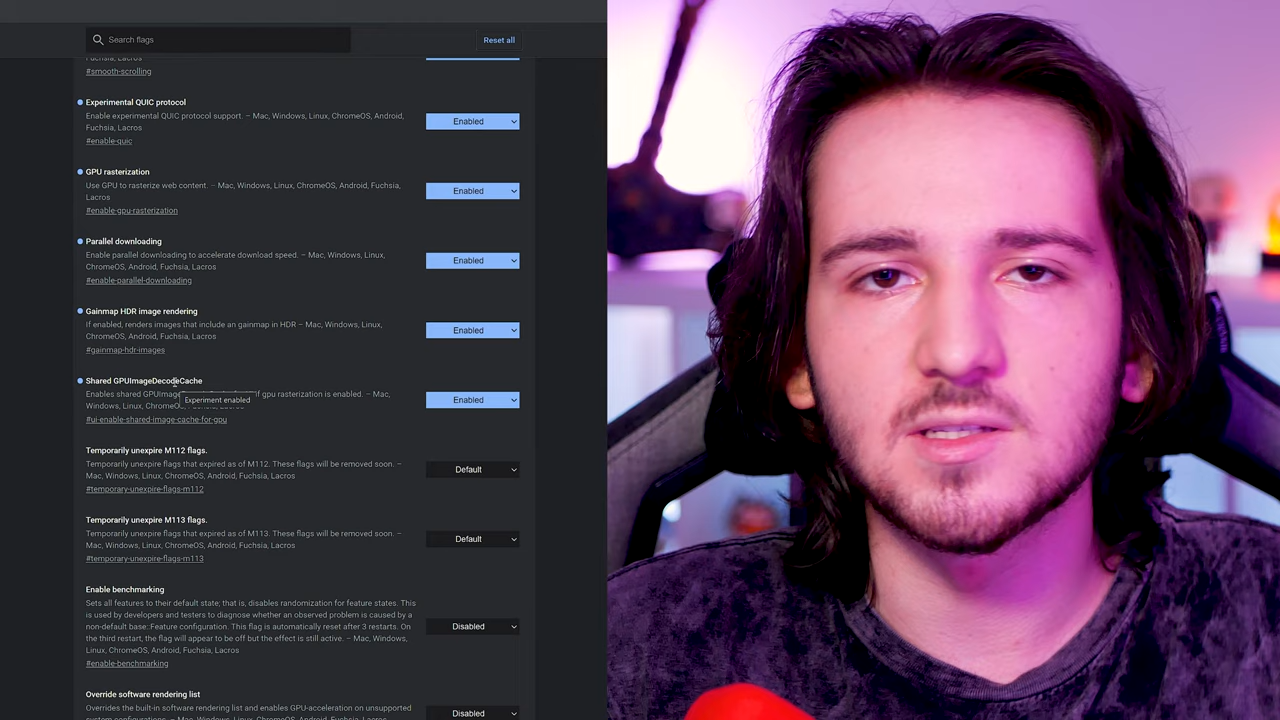 Search flags
Reset all
Fuchsia, Lacros
#smooth-scrolling
Experimental QUIC protocol
Enable experimental QUIC protocol support. – Mac, Windows, Linux, ChromeOS, Android,
Fuchsia, Lacros
#enable-quic
Enabled
GPU rasterization
Use GPU to rasterize web content. – Mac, Windows, Linux, ChromeOS, Android, Fuchsia,
Lacros
#enable-gpu-rasterization
Enabled
Parallel downloading
Enable parallel downloading to accelerate download speed. – Mac, Windows, Linux,
ChromeOS, Android, Fuchsia, Lacros
#enable-parallel-downloading
Enabled
Gainmap HDR image rendering
If enabled, renders images that include an gainmap in HDR – Mac, Windows, Linux,
ChromeOS, Android, Fuchsia, Lacros
#gainmap-hdr-images
Enabled
Shared GPUImageDecodeCache
Enables shared GPUImage if gpu rasterization is enabled. – Mac,
Experiment enabled
Windows, Linux, ChromeOS, Fuchsia, Lacros
#ui-enable-shared-image-cache-for-gpu
Enabled
Temporarily unexpire M112 flags.
Temporarily unexpire flags that expired as of M112. These flags will be removed soon. –
Mac, Windows, Linux, ChromeOS, Android, Fuchsia, Lacros
#temporary-unexpire-flags-m112
Default
Temporarily unexpire M113 flags.
Temporarily unexpire flags that expired as of M113. These flags will be removed soon. –
Mac, Windows, Linux, ChromeOS, Android, Fuchsia, Lacros
#temporary-unexpire-flags-m113
Default
Enable benchmarking
Sets all features to their default state; that is, disables randomization for feature states. This
is used by developers and testers to diagnose whether an observed problem is caused by a
non-default base::Feature configuration. This flag is automatically reset after 3 restarts. On
the third restart, the flag will appear to be off but the effect is still active. – Mac, Windows,
Linux, ChromeOS, Android, Fuchsia, Lacros
#enable-benchmarking
Disabled
Override software rendering list
Overrides the built-in software rendering list and enables GPU-acceleration on unsupported
system configurations. – Mac, Windows, Linux, ChromeOS, Android, Fuchsia, Lacros
Disabled